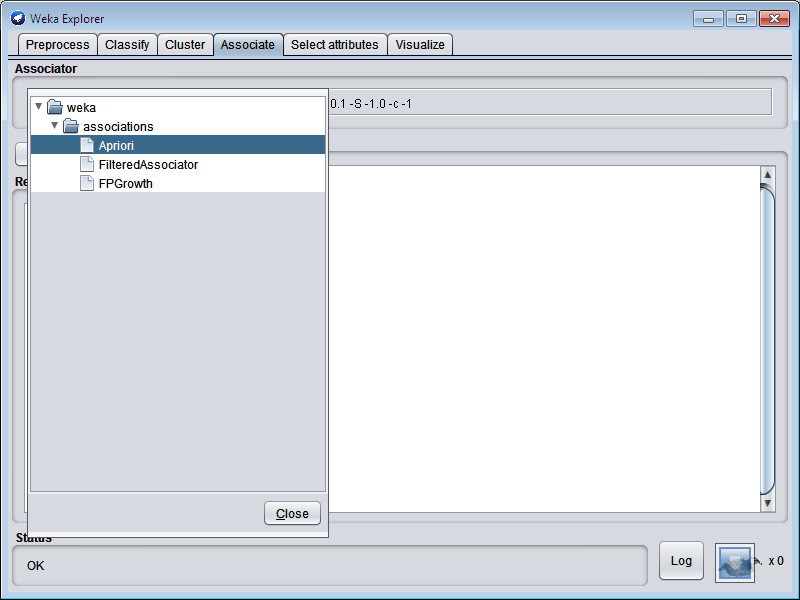 Weka Explorer
Preprocess Classify Cluster Associate Select attributes Visualize
Associator
0.1 -S -1.0 -c -1
weka
associations
Apriori
FilteredAssociator
FPGrowth
Re
Close
Status
OK
Log
x 0